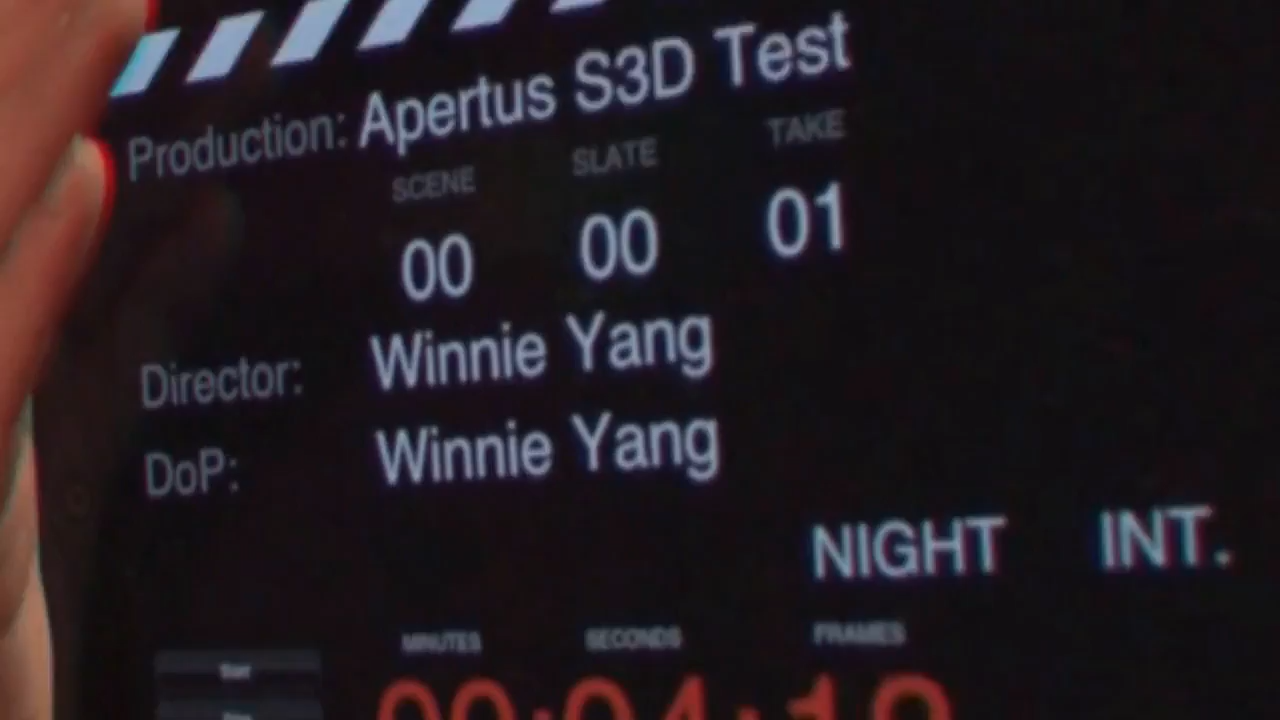 Production: Apertus S3D Test
SCENE SLATE TAKE
00 00 01
Director: Winnie Yang
DoP: Winnie Yang
NIGHT INT.
MINUTES SECONDS FRAMES
Start